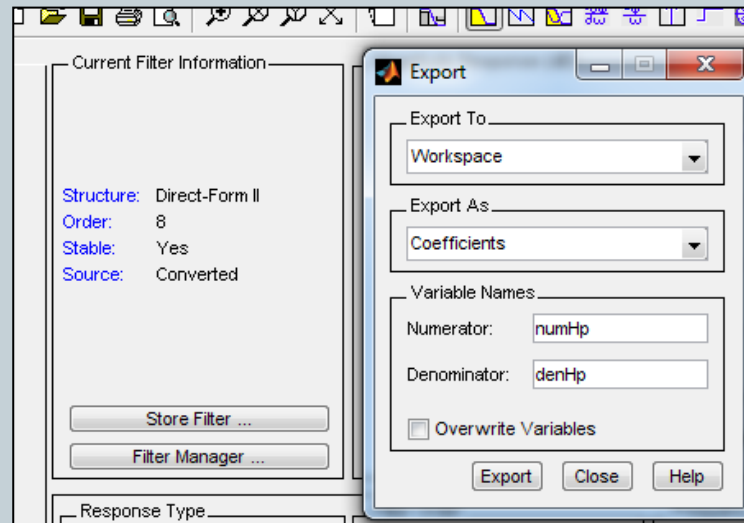 Current Filter Information
Structure: Direct-Form II
Order: 8
Stable: Yes
Source: Converted
Store Filter ...
Filter Manager ...
Response Type
Export
Export To
Workspace
Export As
Coefficients
Variable Names
Numerator: numHp
Denominator: denHp
Overwrite Variables
Export Close Help